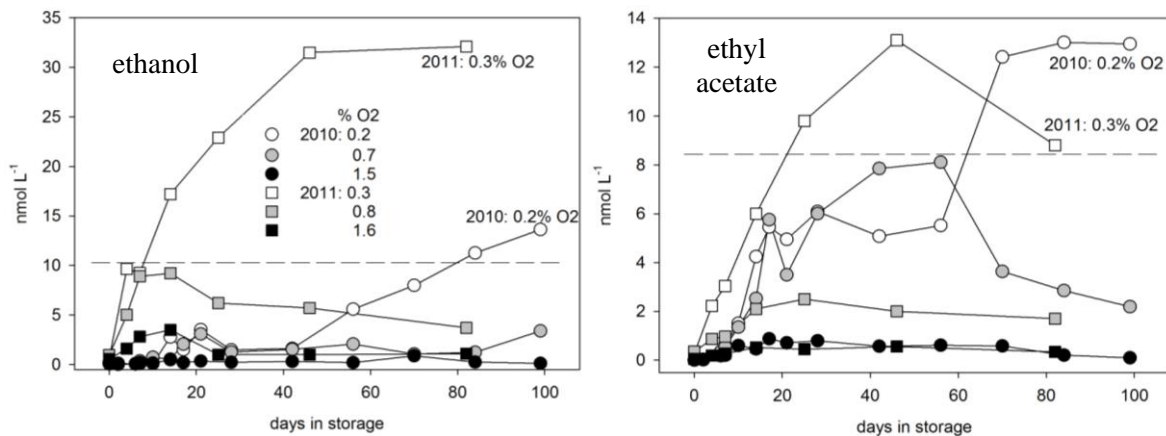 35
30
25
20
15
10
5
0
nmol L⁻¹
ethanol
2011: 0.3% O2
% O2
2010: 0.2
0.7
1.5
2011: 0.3
0.8
1.6
2010: 0.2% O2
0 20 40 60 80 100
days in storage
14
12
10
8
6
4
2
0
nmol L⁻¹
ethyl
acetate
2010: 0.2% O2
2011: 0.3% O2
0 20 40 60 80 100
days in storage